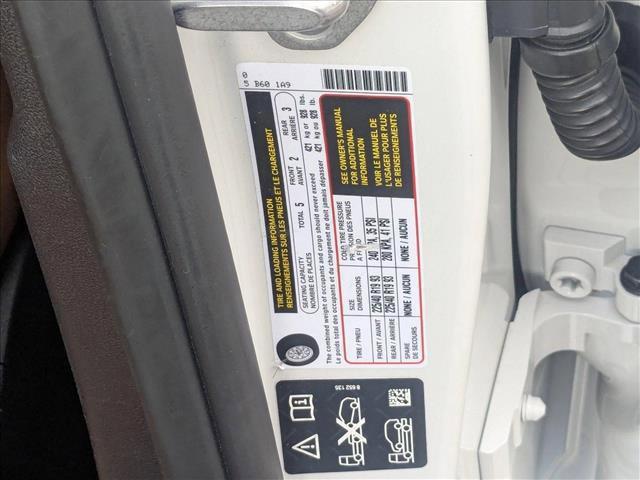 0
5 B60 1A9
TIRE AND LOADING INFORMATION
RENSEIGNEMENTS SUR LES PNEUS ET LE CHARGEMENT
SEATING CAPACITY
NOMBRE DE PLACES
TOTAL 5
FRONT
AVANT 2
REAR
ARRIÈRE 3
The combined weight of occupants and cargo should never exceed 421 kg or 928 lbs.
Le poids total des occupants et du chargement ne doit jamais dépasser 421 kg ou 928 lb.
TIRE / PNEU
SIZE
DIMENSIONS
COLD TIRE PRESSURE
DES PNEUS
FRONT / AVANT
225/40 R19 93
240 35 PSI
REAR / ARRIÈRE
225/40 R19 93
280 KPA, 41 PSI
SPARE
DE SECOURS
NONE / AUCUN
NONE / AUCUN
SEE OWNER'S MANUAL
FOR ADDITIONAL
INFORMATION
VOIR LE MANUEL DE
L'USAGER POUR PLUS
DE RENSEIGNEMENTS
8 652 135